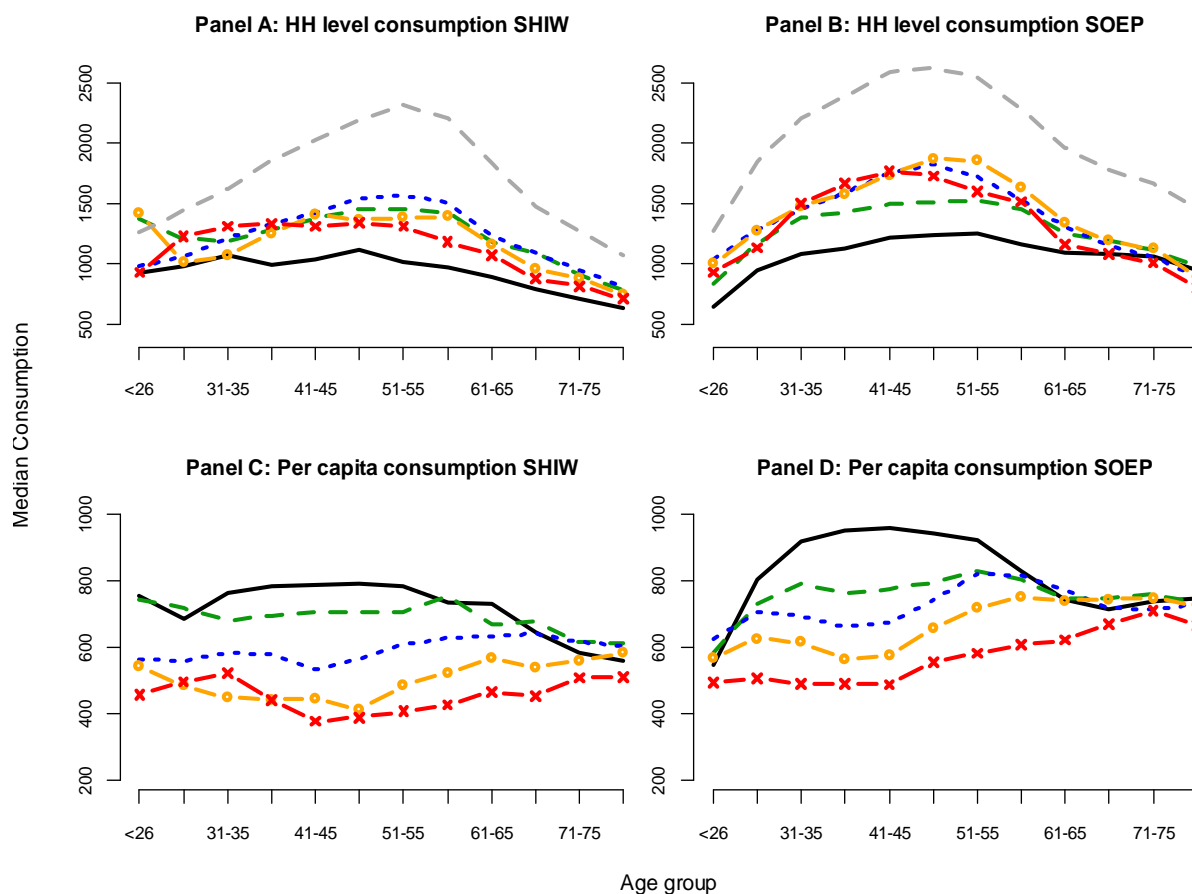 Panel A: HH level consumption SHIW
Panel B: HH level consumption SOEP
2500
2000
1500
1000
500
2500
2000
1500
1000
500
<26 31-35 41-45 51-55 61-65 71-75
<26 31-35 41-45 51-55 61-65 71-75
Median Consumption
Panel C: Per capita consumption SHIW
Panel D: Per capita consumption SOEP
1000
800
600
400
200
1000
800
600
400
200
<26 31-35 41-45 51-55 61-65 71-75
<26 31-35 41-45 51-55 61-65 71-75
Age group